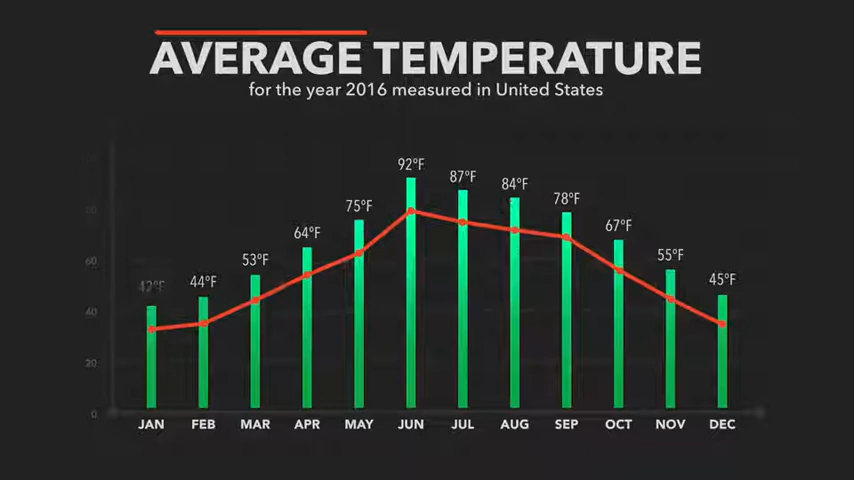 AVERAGE TEMPERATURE
for the year 2016 measured in United States
92°F
87°F
84°F
78°F
75°F
67°F
64°F
55°F
53°F
45°F
44°F
42°F
80
60
40
20
0
JAN FEB MAR APR MAY JUN JUL AUG SEP OCT NOV DEC